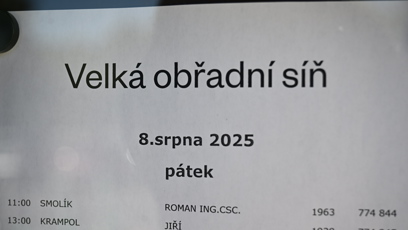 Velká obřadní síň
8.srpna 2025
pátek
11:00 SMOLÍK ROMAN ING.CSC. 1963 774 844
13:00 KRAMPOL JIŘÍ